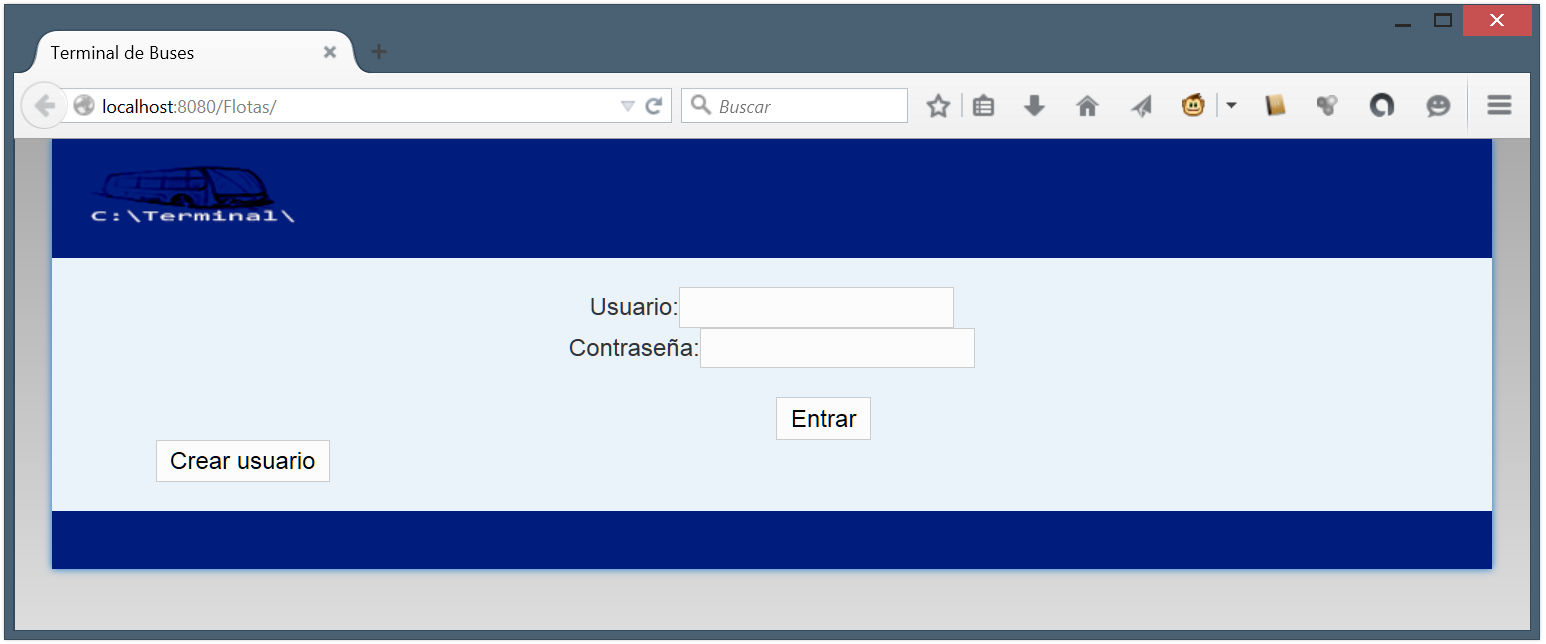 Terminal de Buses
localhost:8080/Flotas/
Buscar
C:\Terminal\
Usuario:
Contraseña:
Entrar
Crear usuario